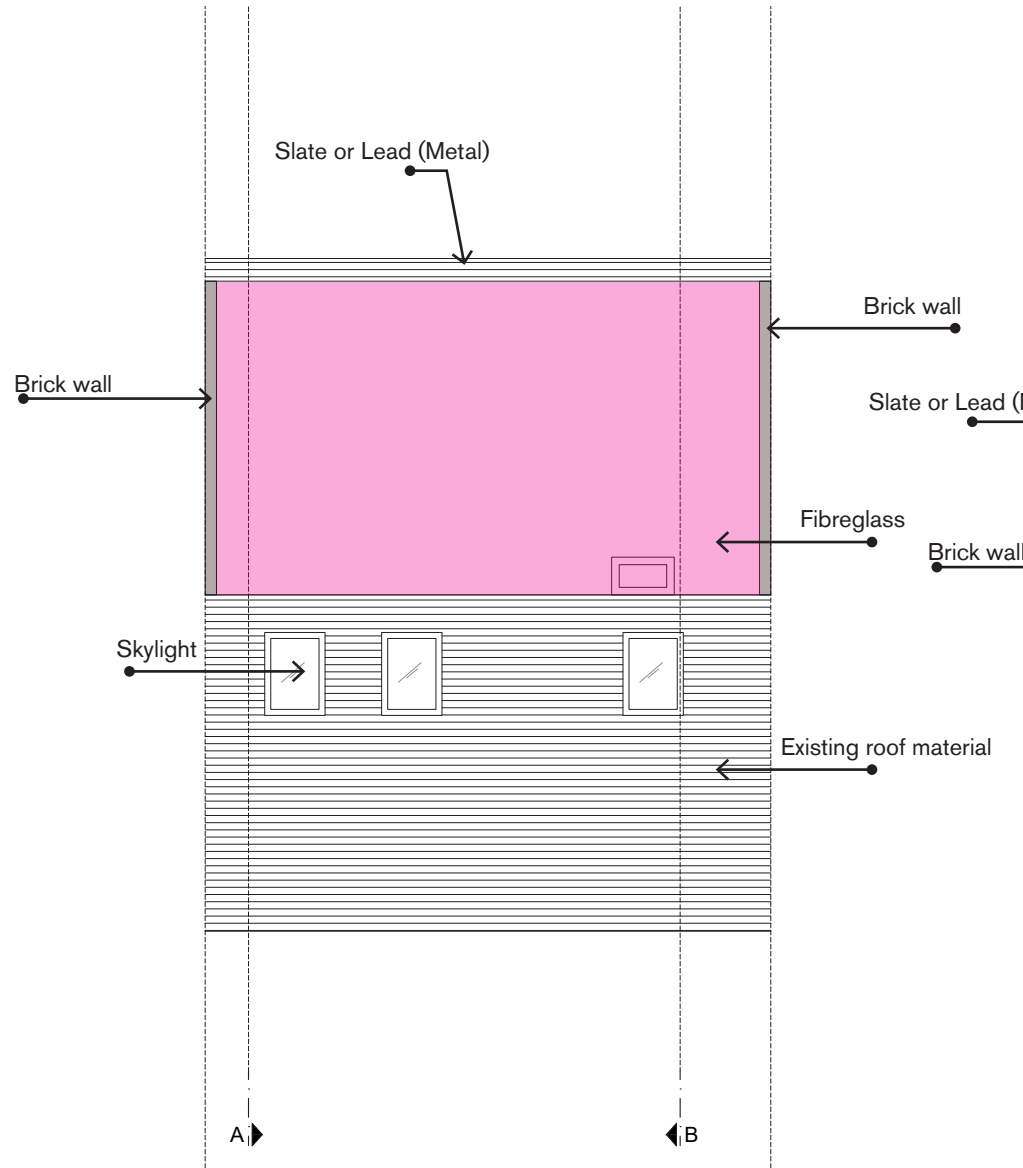 Slate or Lead (Metal)
Brick wall
Brick wall
Slate or Lead (
Fibreglass
Brick wall
Skylight
Existing roof material
A
B